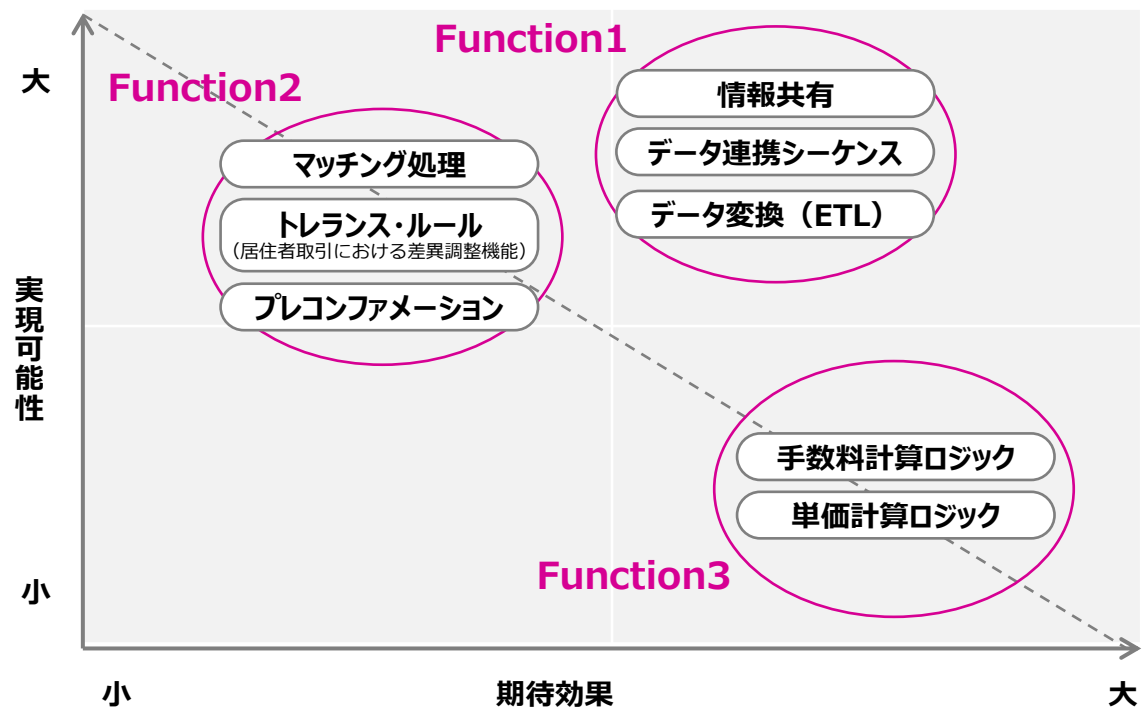 Function1
大
Function2
情報共有
データ連携シーケンス
データ変換（ETL）
マッチング処理
トレランス・ルール
（居住者取引における差異調整機能）
プレコンファメーション
実現可能性
手数料計算ロジック
単価計算ロジック
Function3
小
小
期待効果
大